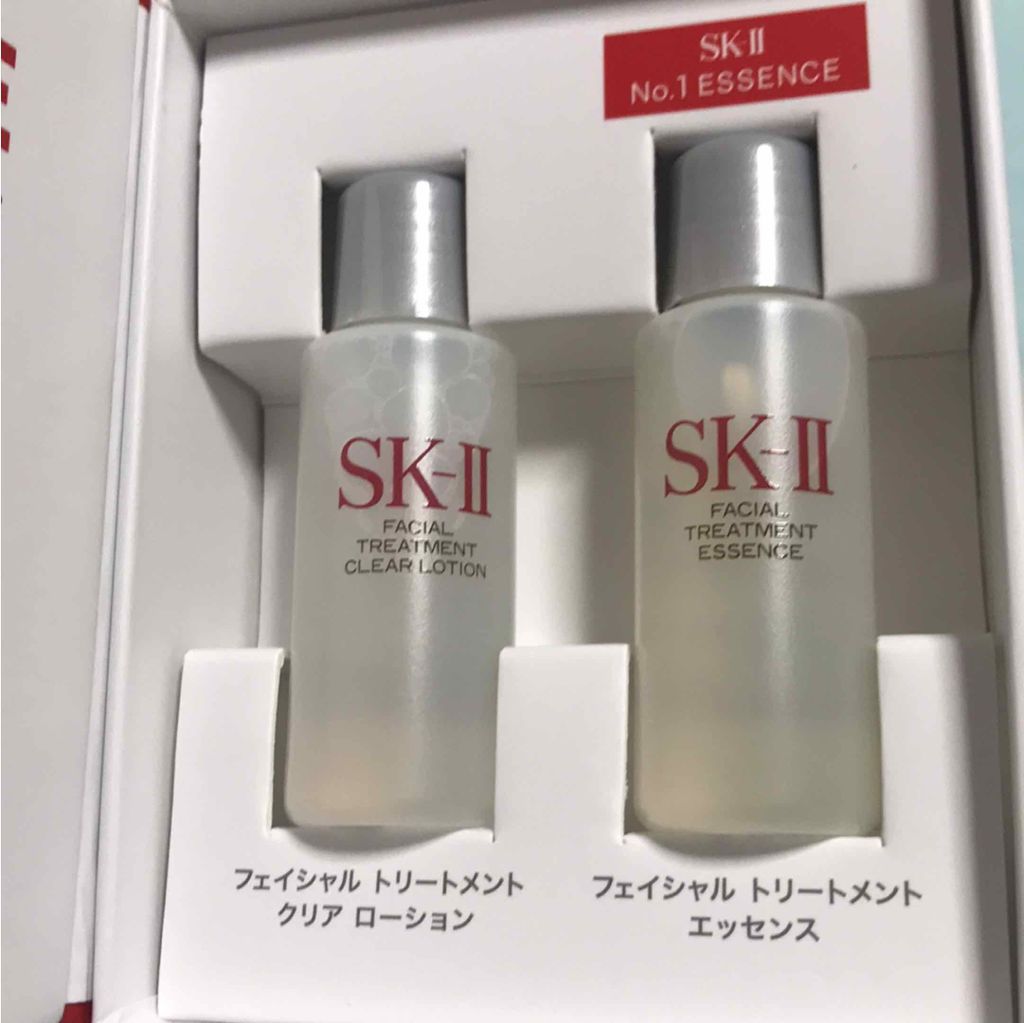 SK-II
No.1 ESSENCE
SK-II
FACIAL
TREATMENT
CLEAR LOTION
SK-II
FACIAL
TREATMENT
ESSENCE
フェイシャル トリートメント
クリア ローション
フェイシャル トリートメント
エッセンス